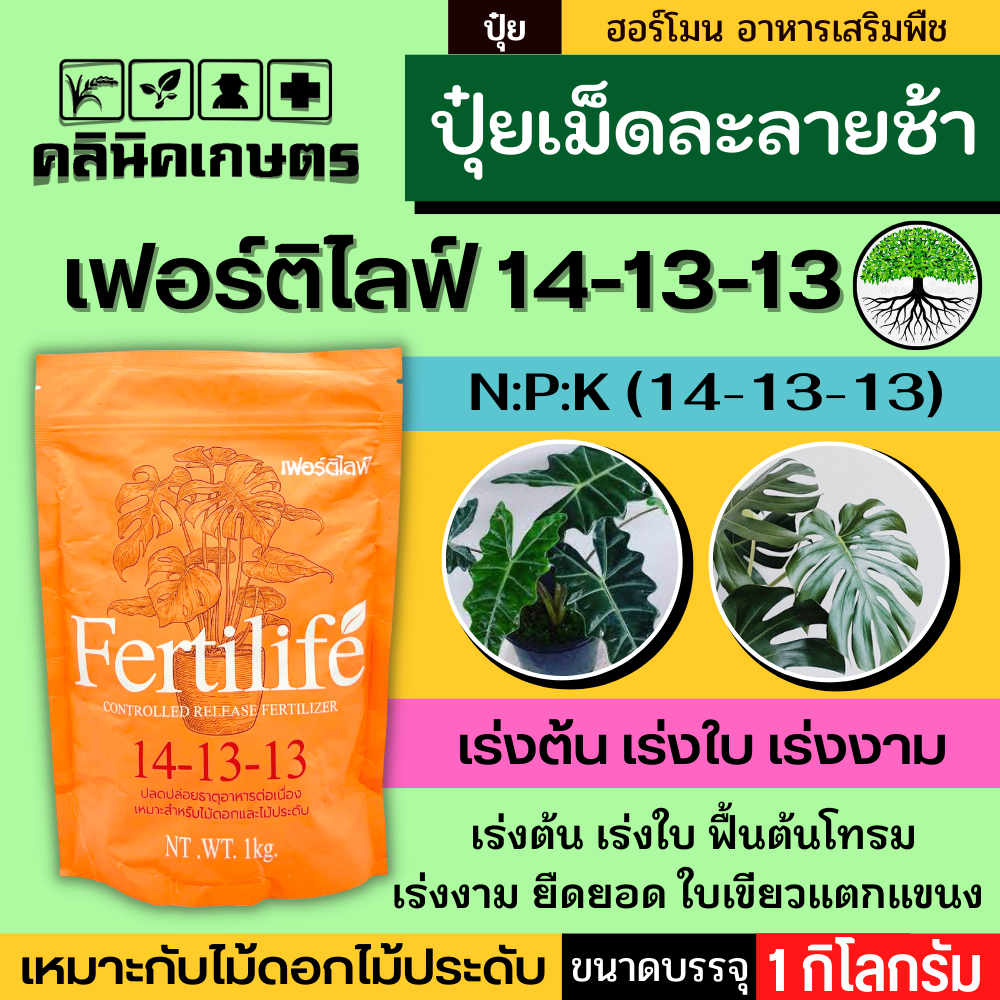 ปุ๋ย
ฮอร์โมน อาหารเสริมพืช
คลินิคเกษตร
ปุ๋ยเม็ดละลายช้า
เฟอร์ติไลฟ์ 14-13-13
N:P:K (14-13-13)
เฟอร์ติไลฟ์
Fertilife
CONTROLLED RELEASE FERTILIZER
14-13-13
ปลดปล่อยธาตุอาหารต่อเนื่อง
เหมาะสำหรับไม้ดอกและไม้ประดับ
NT .WT. 1kg.
เร่งต้น เร่งใบ เร่งงาม
เร่งต้น เร่งใบ ฟื้นต้นโทรม
เร่งงาม ยืดยอด ใบเขียวแตกแขนง
เหมาะกับไม้ดอกไม้ประดับ
ขนาดบรรจุ
1 กิโลกรัม